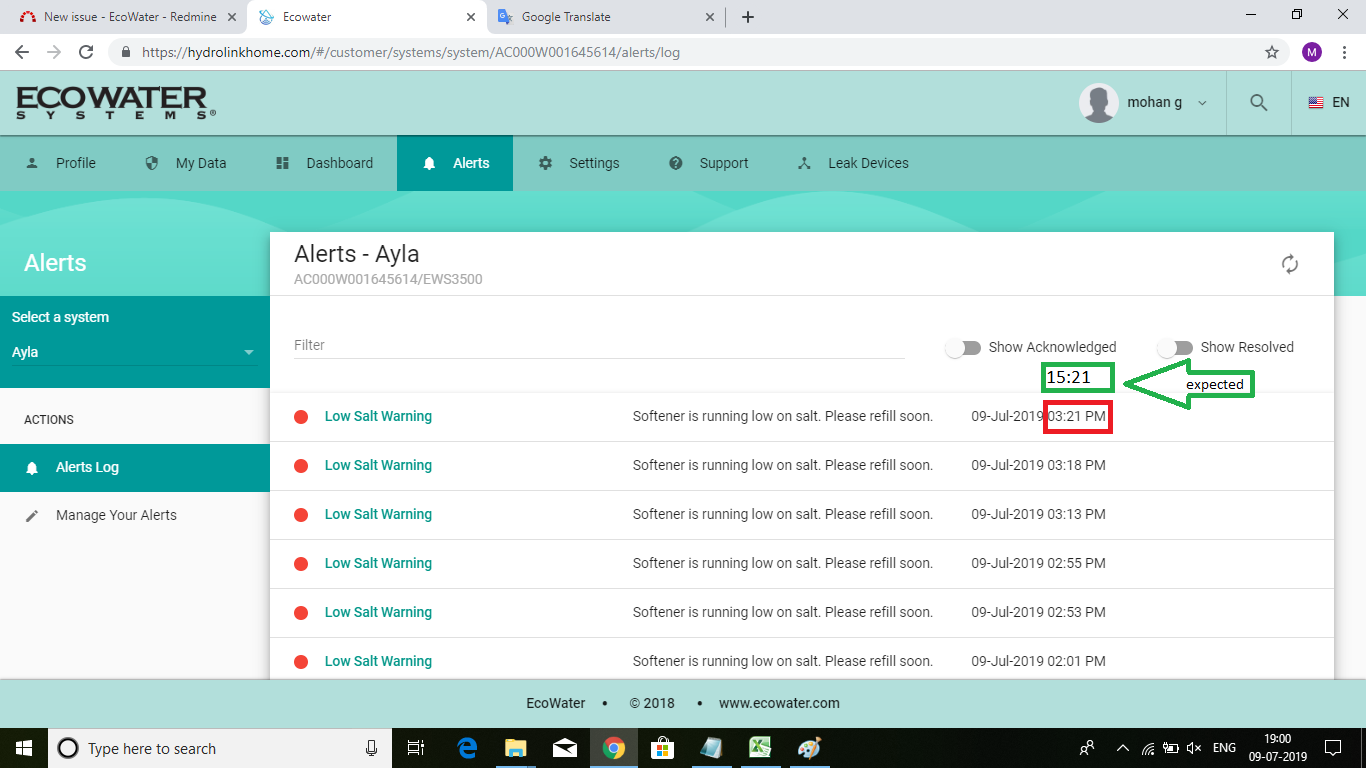 New issue - EcoWater - Redmine
Ecowater
Google Translate
https://hydrolinkhome.com/#/customer/systems/system/AC000W001645614/alerts/log
M
ECOWATER
SYSTEMS®
mohan g
EN
Profile
My Data
Dashboard
Alerts
Settings
Support
Leak Devices
Alerts
Select a system
Ayla
ACTIONS
Alerts Log
Manage Your Alerts
Alerts - Ayla
AC000W001645614/EWS3500
Filter
Show Acknowledged
Show Resolved
15:21
expected
Low Salt Warning Softener is running low on salt. Please refill soon. 09-Jul-2019 03:21 PM
Low Salt Warning Softener is running low on salt. Please refill soon. 09-Jul-2019 03:18 PM
Low Salt Warning Softener is running low on salt. Please refill soon. 09-Jul-2019 03:13 PM
Low Salt Warning Softener is running low on salt. Please refill soon. 09-Jul-2019 02:55 PM
Low Salt Warning Softener is running low on salt. Please refill soon. 09-Jul-2019 02:53 PM
Low Salt Warning Softener is running low on salt. Please refill soon. 09-Jul-2019 02:01 PM
EcoWater • © 2018 • www.ecowater.com
Type here to search
ENG
19:00
09-07-2019